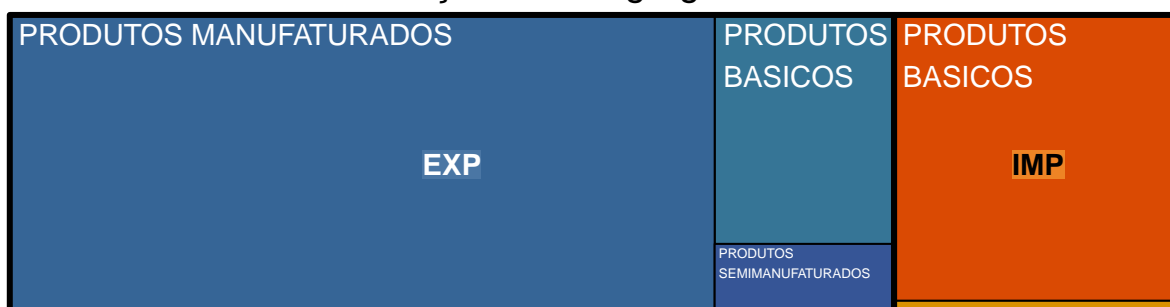 PRODUTOS MANUFATURADOS
EXP
PRODUTOS
BASICOS
PRODUTOS
SEMIMANUFATURADOS
PRODUTOS
BASICOS
IMP